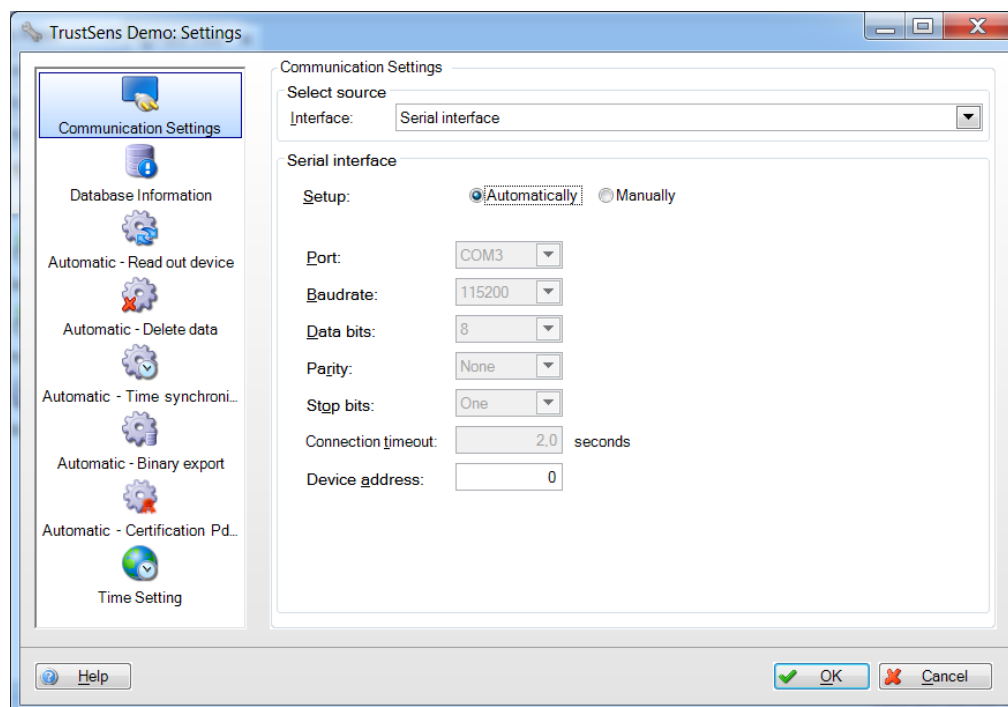 TrustSens Demo: Settings
Communication Settings
Database Information
Automatic - Read out device
Automatic - Delete data
Automatic - Time synchroni...
Automatic - Binary export
Automatic - Certification Pd...
Time Setting
Communication Settings
Select source
Interface: Serial interface
Serial interface
Setup: Automatically Manually
Port: COM3
Baudrate: 115200
Data bits: 8
Parity: None
Stop bits: One
Connection timeout: 2,0 seconds
Device address: 0
Help OK Cancel